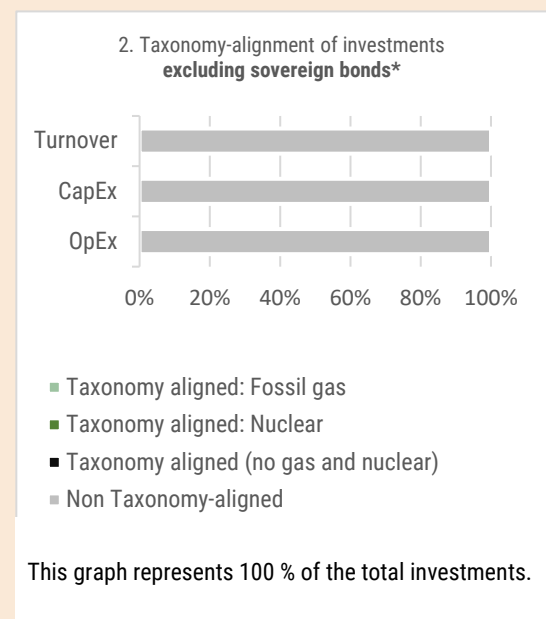 2. Taxonomy-alignment of investments
excluding sovereign bonds*
Turnover
CapEx
OpEx
0% 20% 40% 60% 80% 100%
Taxonomy aligned: Fossil gas
Taxonomy aligned: Nuclear
Taxonomy aligned (no gas and nuclear)
Non Taxonomy-aligned
This graph represents 100 % of the total investments.